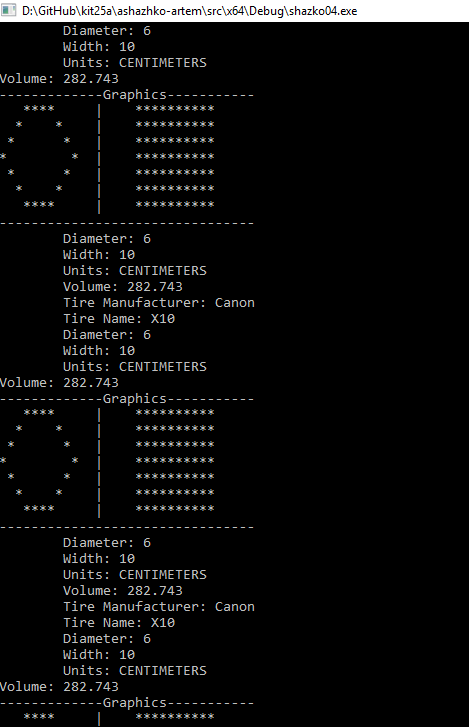 D:\GitHub\kit25a\ashazhko-artem\src\x64\Debug\shazko04.exe
        Diameter: 6
        Width: 10
        Units: CENTIMETERS
Volume: 282.743
-------------Graphics-----------
   ****     |    **********
  *    *    |    **********
 *      *   |    **********
*        *  |    **********
 *      *   |    **********
  *    *    |    **********
   ****     |    **********
--------------------------------
        Diameter: 6
        Width: 10
        Units: CENTIMETERS
        Volume: 282.743
        Tire Manufacturer: Canon
        Tire Name: X10
        Diameter: 6
        Width: 10
        Units: CENTIMETERS
Volume: 282.743
-------------Graphics-----------
   ****     |    **********
  *    *    |    **********
 *      *   |    **********
*        *  |    **********
 *      *   |    **********
  *    *    |    **********
   ****     |    **********
--------------------------------
        Diameter: 6
        Width: 10
        Units: CENTIMETERS
        Volume: 282.743
        Tire Manufacturer: Canon
        Tire Name: X10
        Diameter: 6
        Width: 10
        Units: CENTIMETERS
Volume: 282.743
-------------Graphics-----------
   ****     |    **********